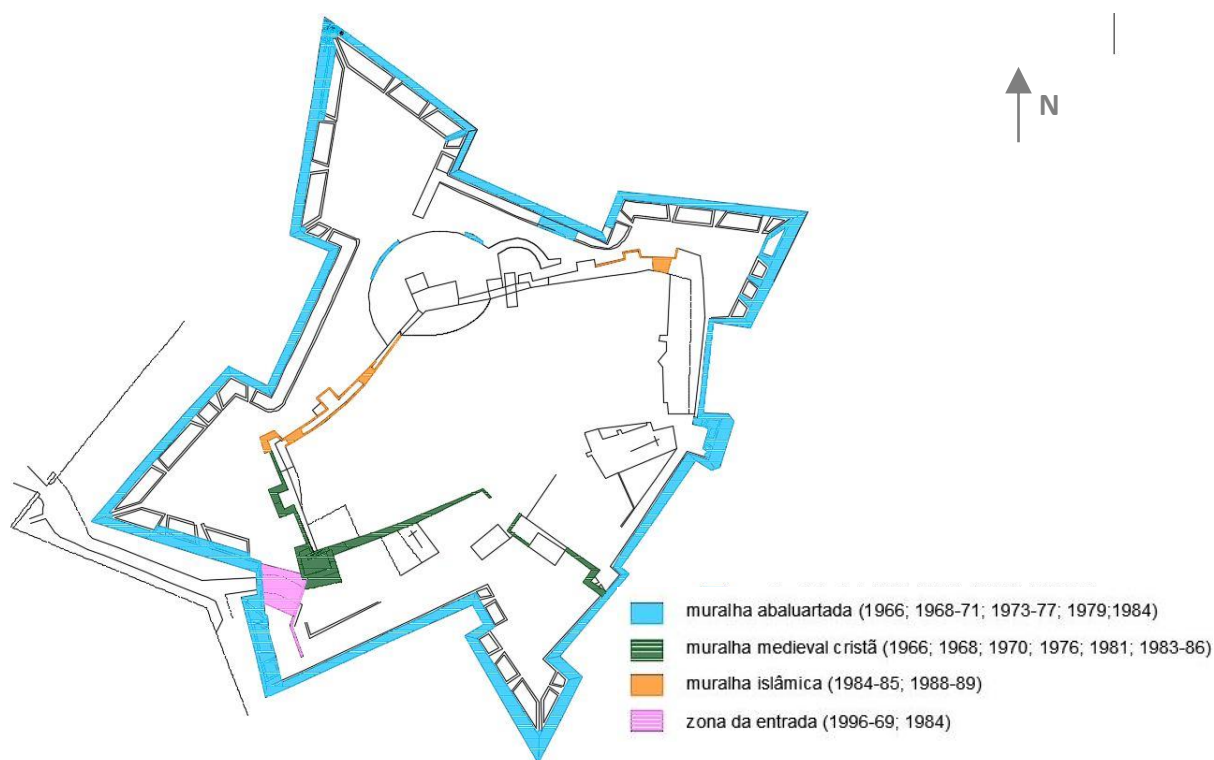 N
muralha abaluartada (1966; 1968-71; 1973-77; 1979;1984)
muralha medieval cristã (1966; 1968; 1970; 1976; 1981; 1983-86)
muralha islâmica (1984-85; 1988-89)
zona da entrada (1996-69; 1984)